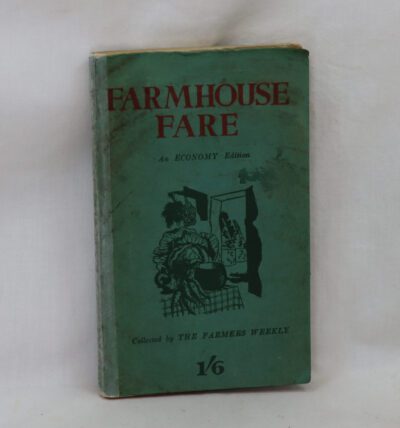 FARMHOUSE
FARE
An ECONOMY Edition
Collected by THE FARMERS WEEKLY
1/6